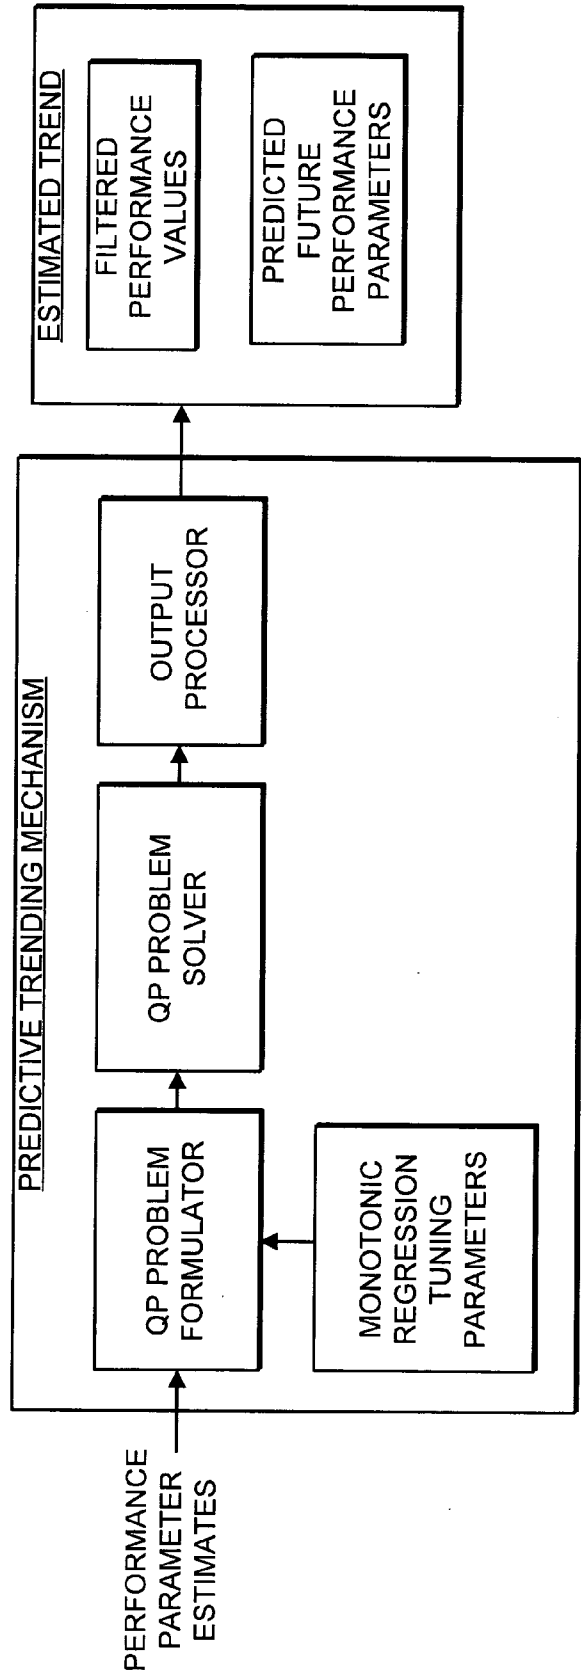 PERFORMANCE
PARAMETER
ESTIMATES
PREDICTIVE TRENDING MECHANISM
QP PROBLEM
FORMULATOR
MONOTONIC
REGRESSION
TUNING
PARAMETERS
QP PROBLEM
SOLVER
OUTPUT
PROCESSOR
ESTIMATED TREND
FILTERED
PERFORMANCE
VALUES
PREDICTED
FUTURE
PERFORMANCE
PARAMETERS